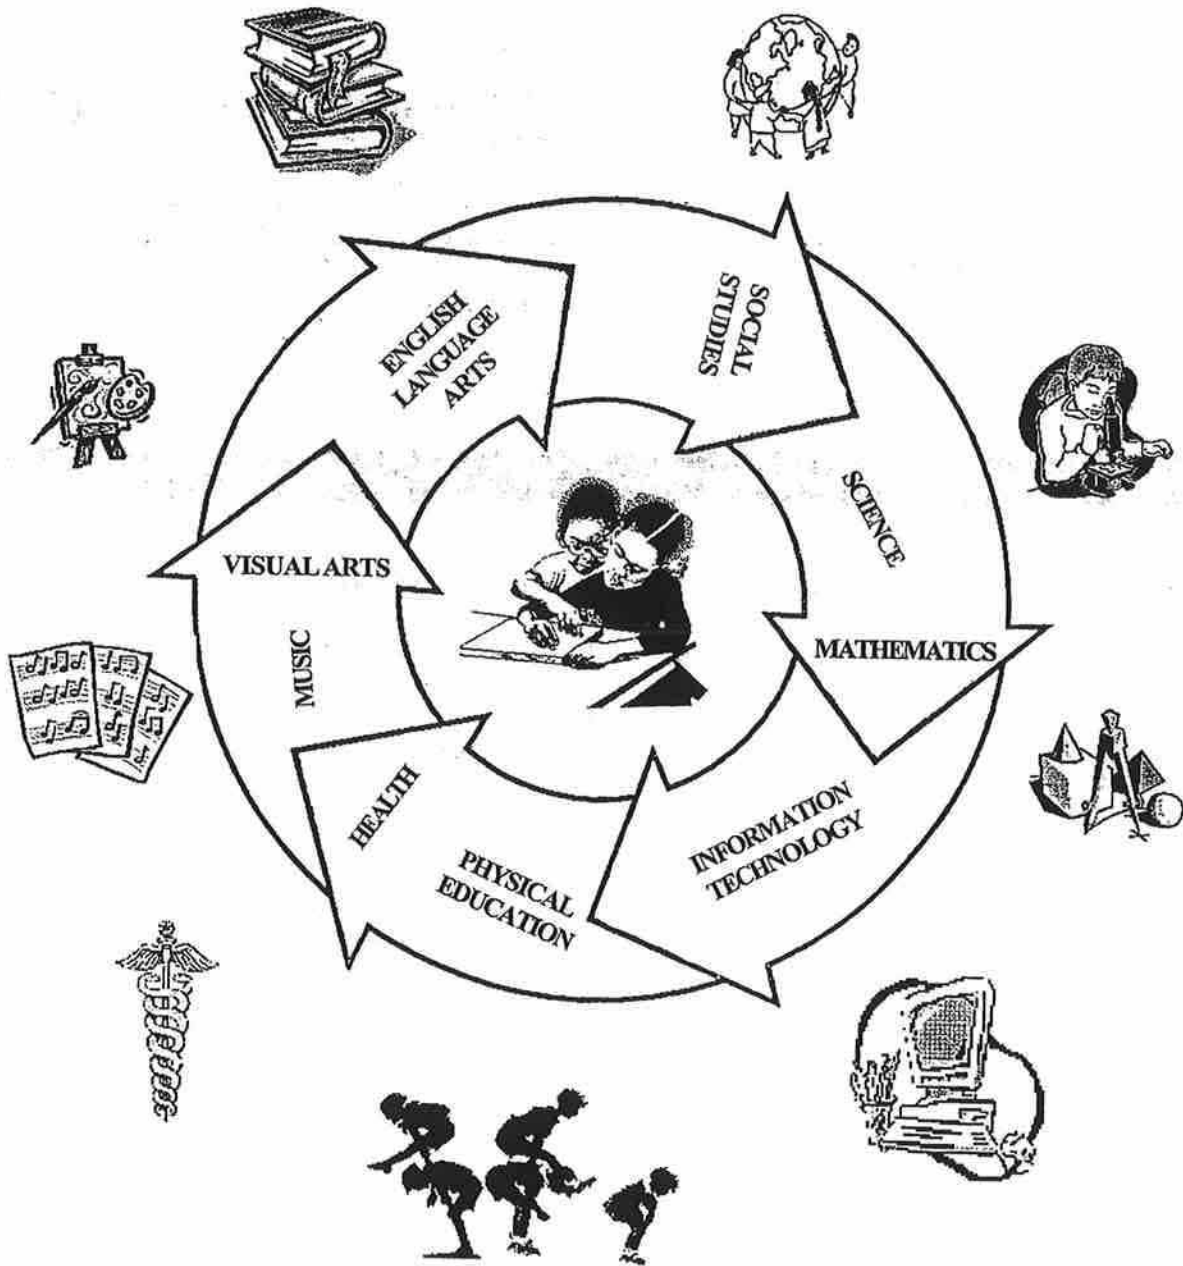 ENGLISH
LANGUAGE
ARTS
SOCIAL
STUDIES
SCIENCE
MATHEMATICS
INFORMATION
TECHNOLOGY
PHYSICAL
EDUCATION
HEALTH
MUSIC
VISUAL ARTS